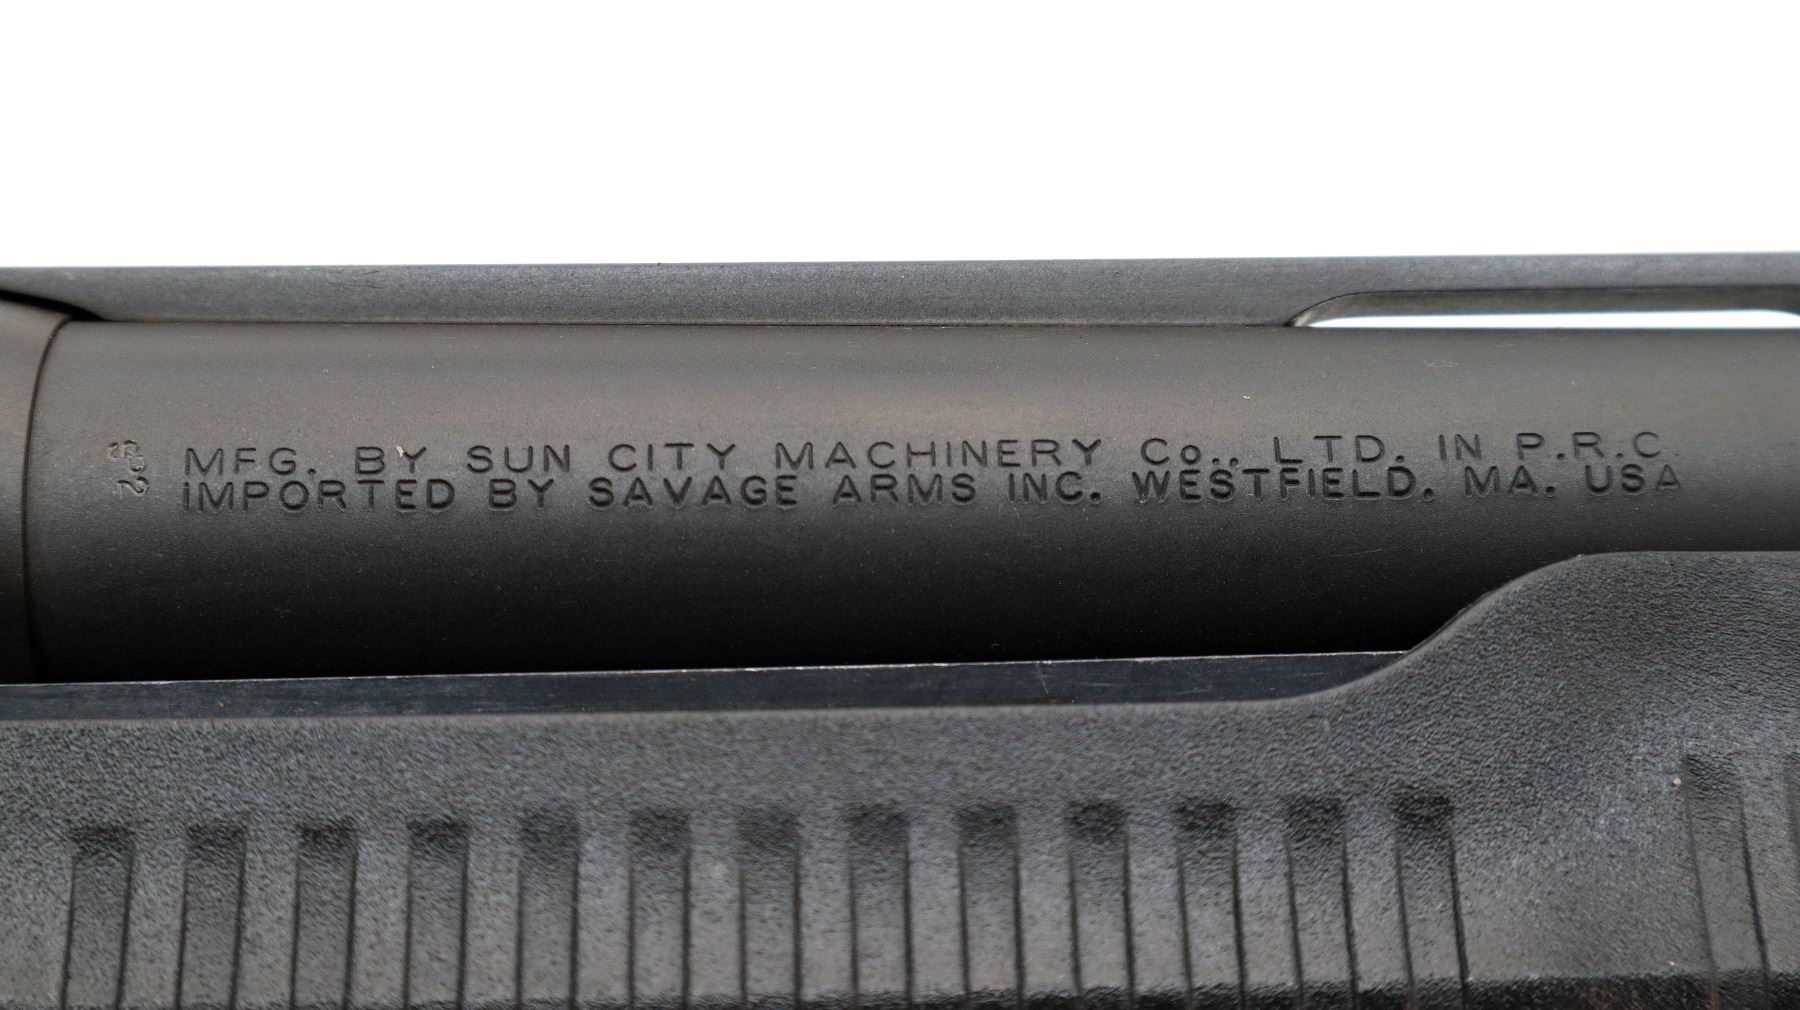 MFG. BY SUN CITY MACHINERY Co., LTD. IN P.R.C.
IMPORTED BY SAVAGE ARMS INC. WESTFIELD, MA. USA